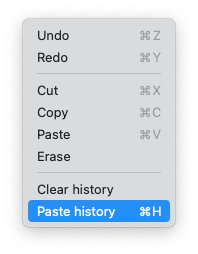 Undo ⌘Z
Redo ⌘Y
Cut ⌘X
Copy ⌘C
Paste ⌘V
Erase
Clear history
Paste history ⌘H